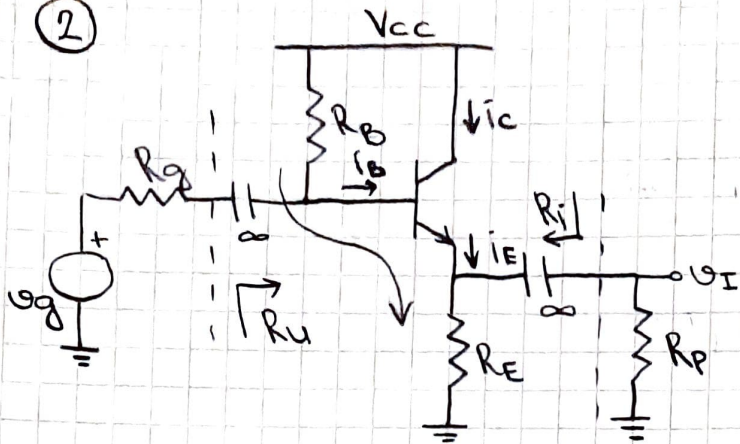 2
Vcc
RB
iC
Rg
iB
Ri
∞
iE
+
vg
∞
vI
Ru
RE
Rp